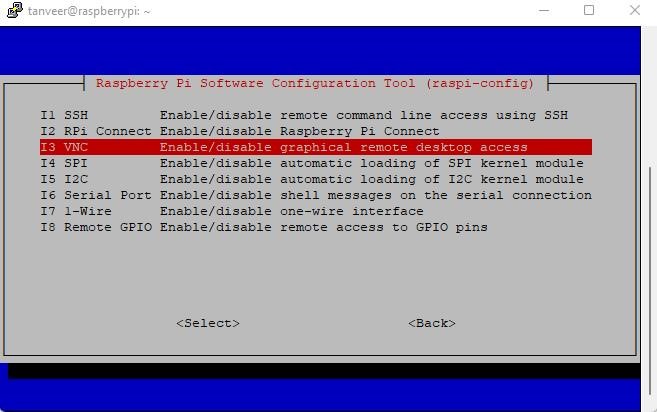 tanveer@raspberrypi: ~
Raspberry Pi Software Configuration Tool (raspi-config)
I1 SSH Enable/disable remote command line access using SSH
I2 RPi Connect Enable/disable Raspberry Pi Connect
I3 VNC Enable/disable graphical remote desktop access
I4 SPI Enable/disable automatic loading of SPI kernel module
I5 I2C Enable/disable automatic loading of I2C kernel module
I6 Serial Port Enable/disable shell messages on the serial connection
I7 1-Wire Enable/disable one-wire interface
I8 Remote GPIO Enable/disable remote access to GPIO pins
<Select> <Back>